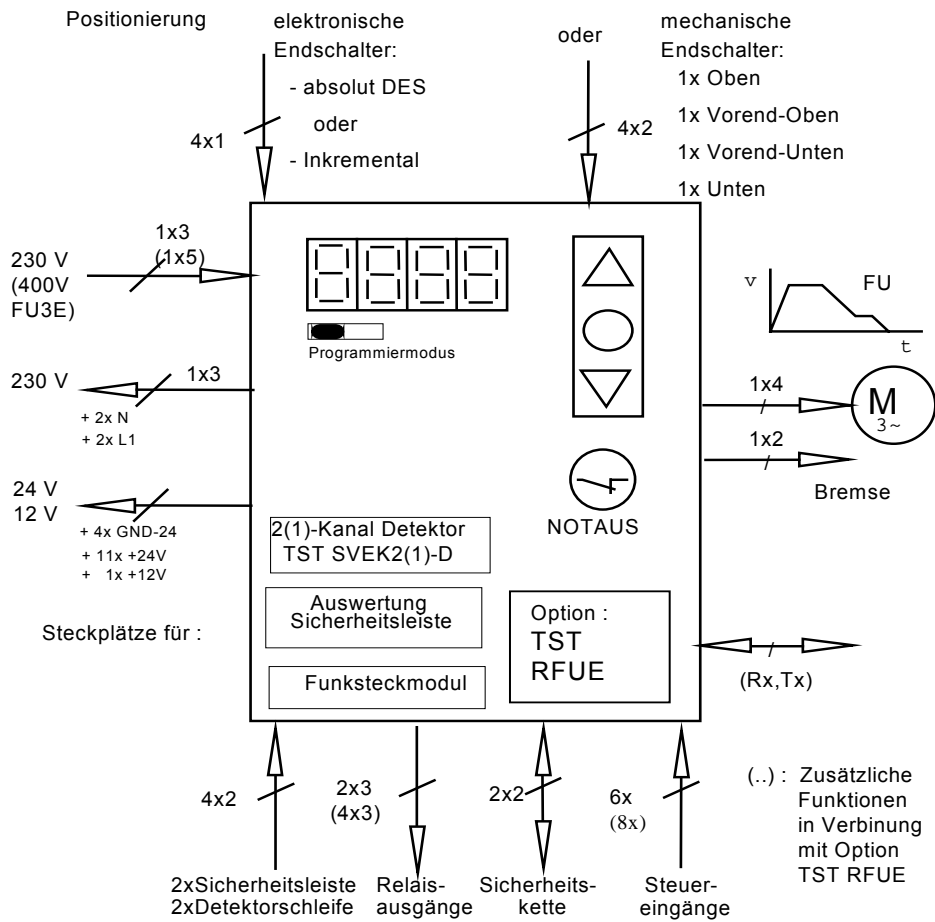 Positionierung
elektronische
Endschalter:
- absolut DES
oder
- Inkremental
4x1
oder
mechanische
Endschalter:
1x Oben
1x Vorend-Oben
1x Vorend-Unten
1x Unten
4x2
230 V
(400V
FU3E)
1x3
(1x5)
8888
Programmiermodus
v
FU
t
230 V
1x3
+ 2x N
+ 2x L1
1x4
M
3~
1x2
Bremse
24 V
12 V
+ 4x GND-24
+ 11x +24V
+ 1x +12V
NOTAUS
2(1)-Kanal Detektor
TST SVEK2(1)-D
Auswertung
Sicherheitsleiste
Steckplätze für :
Funksteckmodul
Option :
TST
RFUE
(Rx,Tx)
4x2
2x3
(4x3)
2x2
6x
(8x)
(..) : Zusätzliche
Funktionen
in Verbinung
mit Option
TST RFUE
2xSicherheitsleiste
2xDetektorschleife
Relais-
ausgänge
Sicherheits-
kette
Steuer-
eingänge